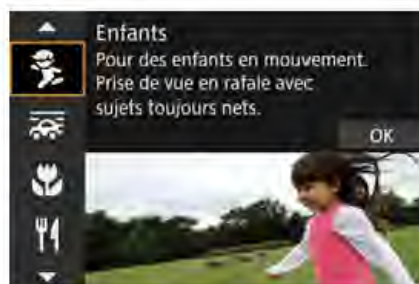 Enfants
Pour des enfants en mouvement.
Prise de vue en rafale avec
sujets toujours nets.
OK